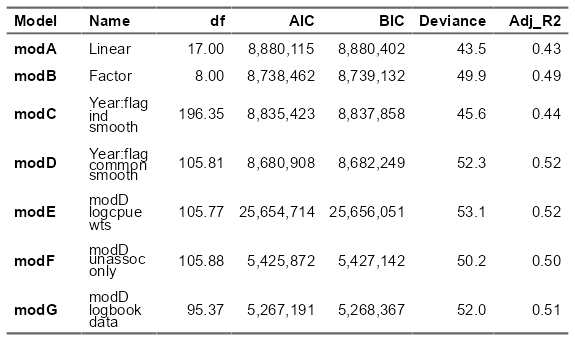 Model Name df AIC BIC Deviance Adj_R2
modA Linear 17.00 8,880,115 8,880,402 43.5 0.43
modB Factor 8.00 8,738,462 8,739,132 49.9 0.49
Year:flag
modC ind 196.35 8,835,423 8,837,858 45.6 0.44
smooth
Year:flag
modD common 105.81 8,680,908 8,682,249 52.3 0.52
smooth
modD
modE logcpue 105.77 25,654,714 25,656,051 53.1 0.52
wts
modD
modF unassoc 105.88 5,425,872 5,427,142 50.2 0.50
only
modD
modG logbook 95.37 5,267,191 5,268,367 52.0 0.51
data